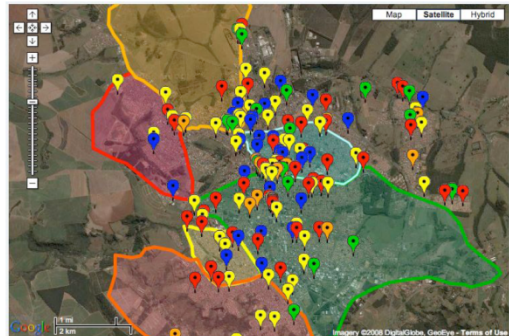 Map Satellite Hybrid
Google
1 mi
2 km
Imagery ©2008 DigitalGlobe, GeoEye - Terms of Use